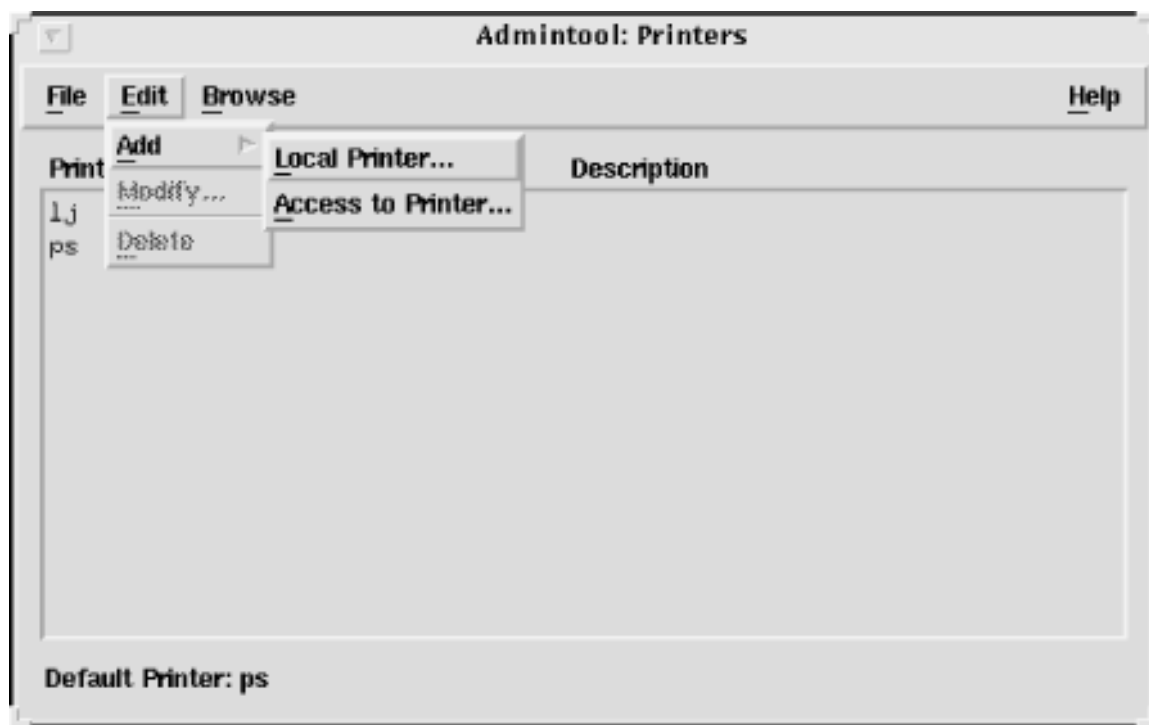 Admintool: Printers
File Edit Browse Help
Add Local Printer...
Print Description
Modify... Access to Printer...
lj
ps Delete
Default Printer: ps